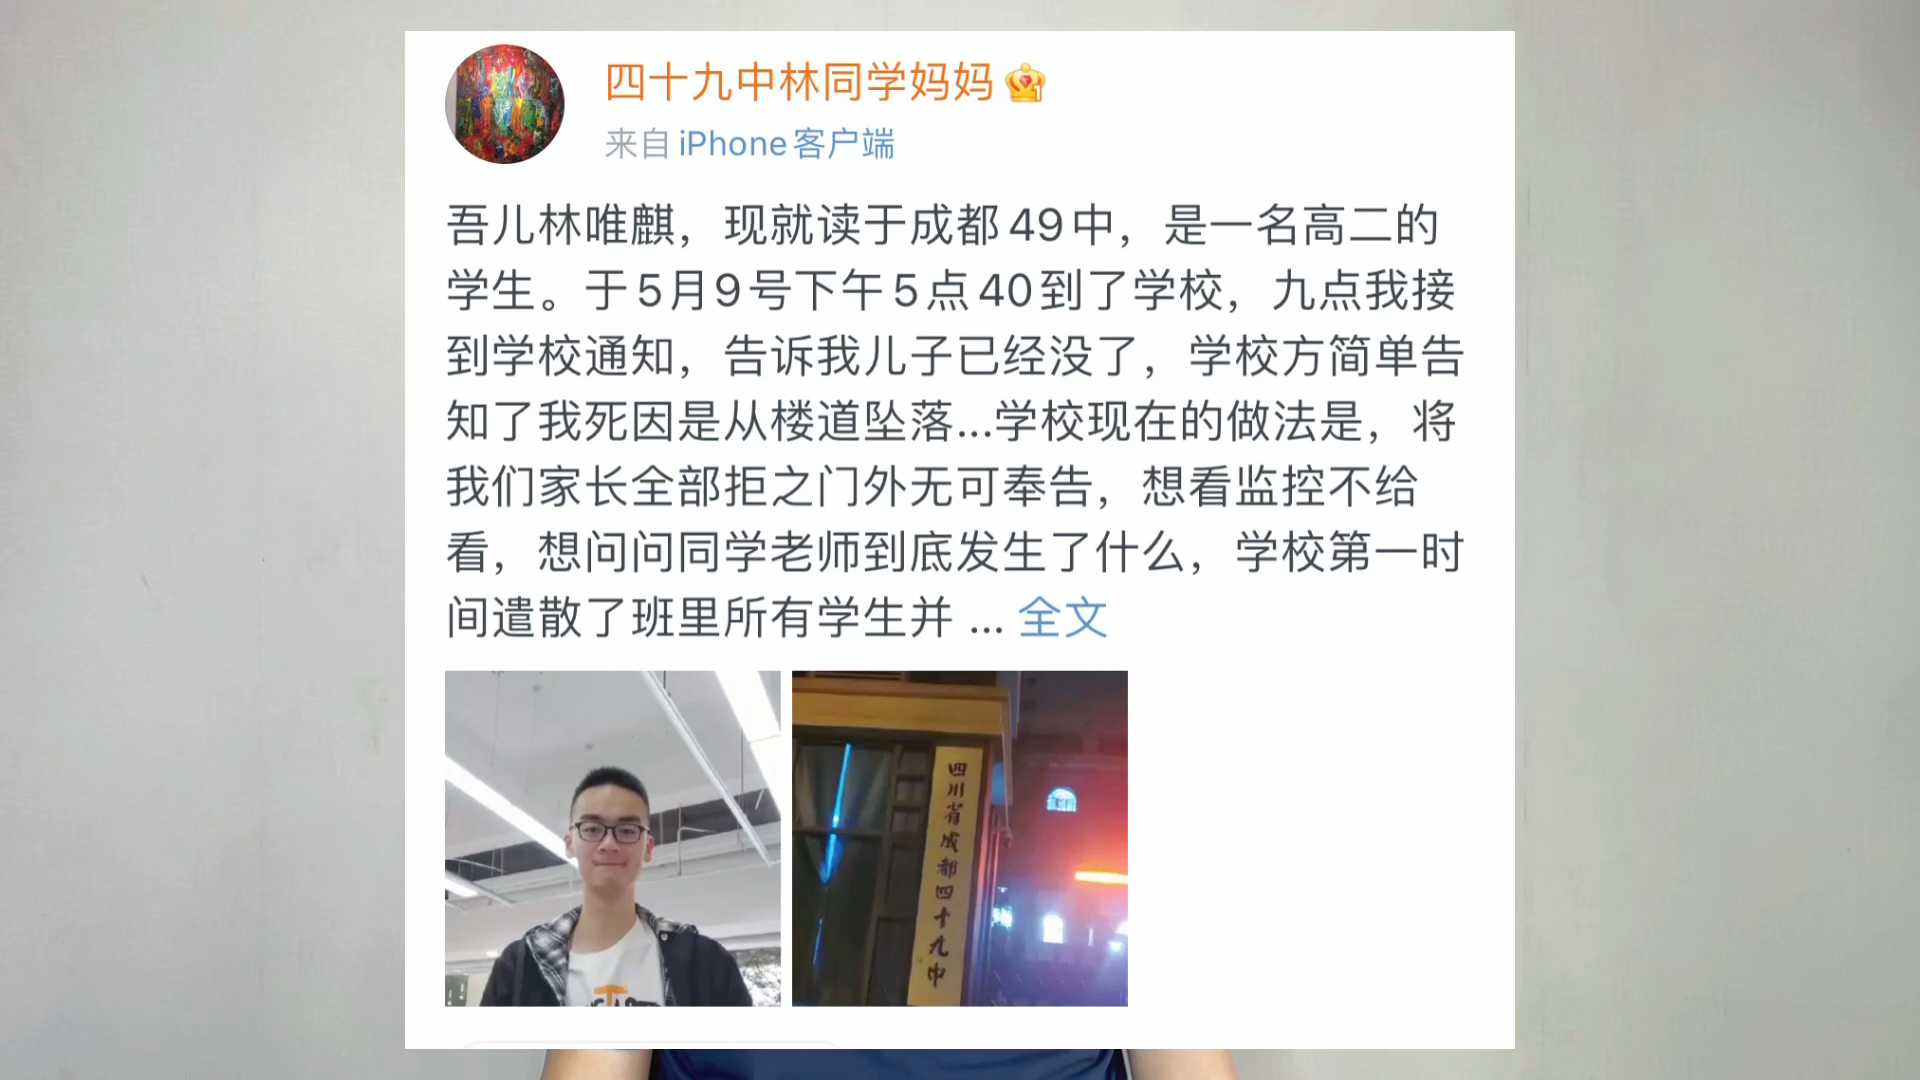 四十九中林同学妈妈
来自 iPhone客户端
吾儿林唯麒，现就读于成都49中，是一名高二的
学生。于5月9号下午5点40到了学校，九点我接
到学校通知，告诉我儿子已经没了，学校方简单告
知了我死因是从楼道坠落...学校现在的做法是，将
我们家长全部拒之门外无可奉告，想看监控不给
看，想问问同学老师到底发生了什么，学校第一时
间遣散了班里所有学生并 ... 全文
四川省成都四十九中